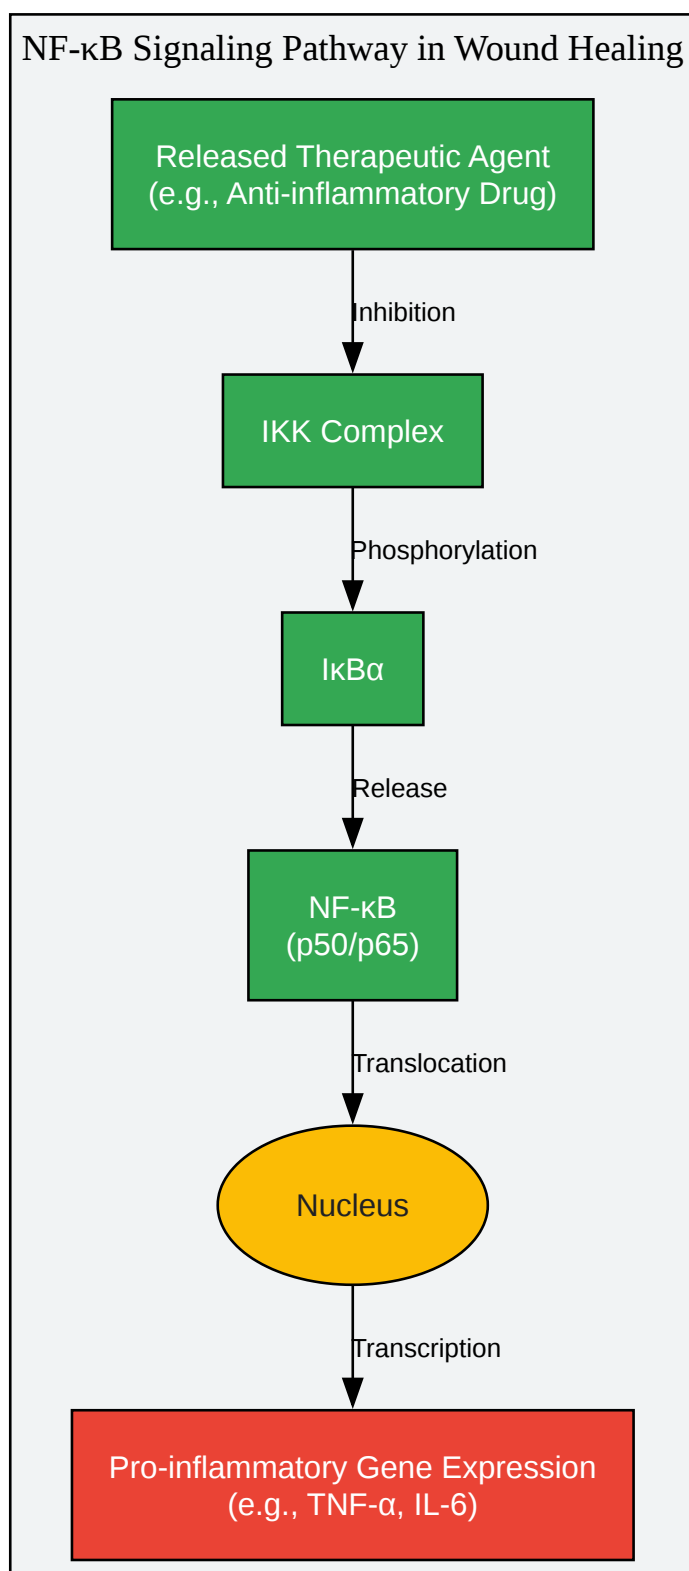 NF-κB Signaling Pathway in Wound Healing
Released Therapeutic Agent
(e.g., Anti-inflammatory Drug)
Inhibition
IKK Complex
Phosphorylation
IκBα
Release
NF-κB
(p50/p65)
Translocation
Nucleus
Transcription
Pro-inflammatory Gene Expression
(e.g., TNF-α, IL-6)